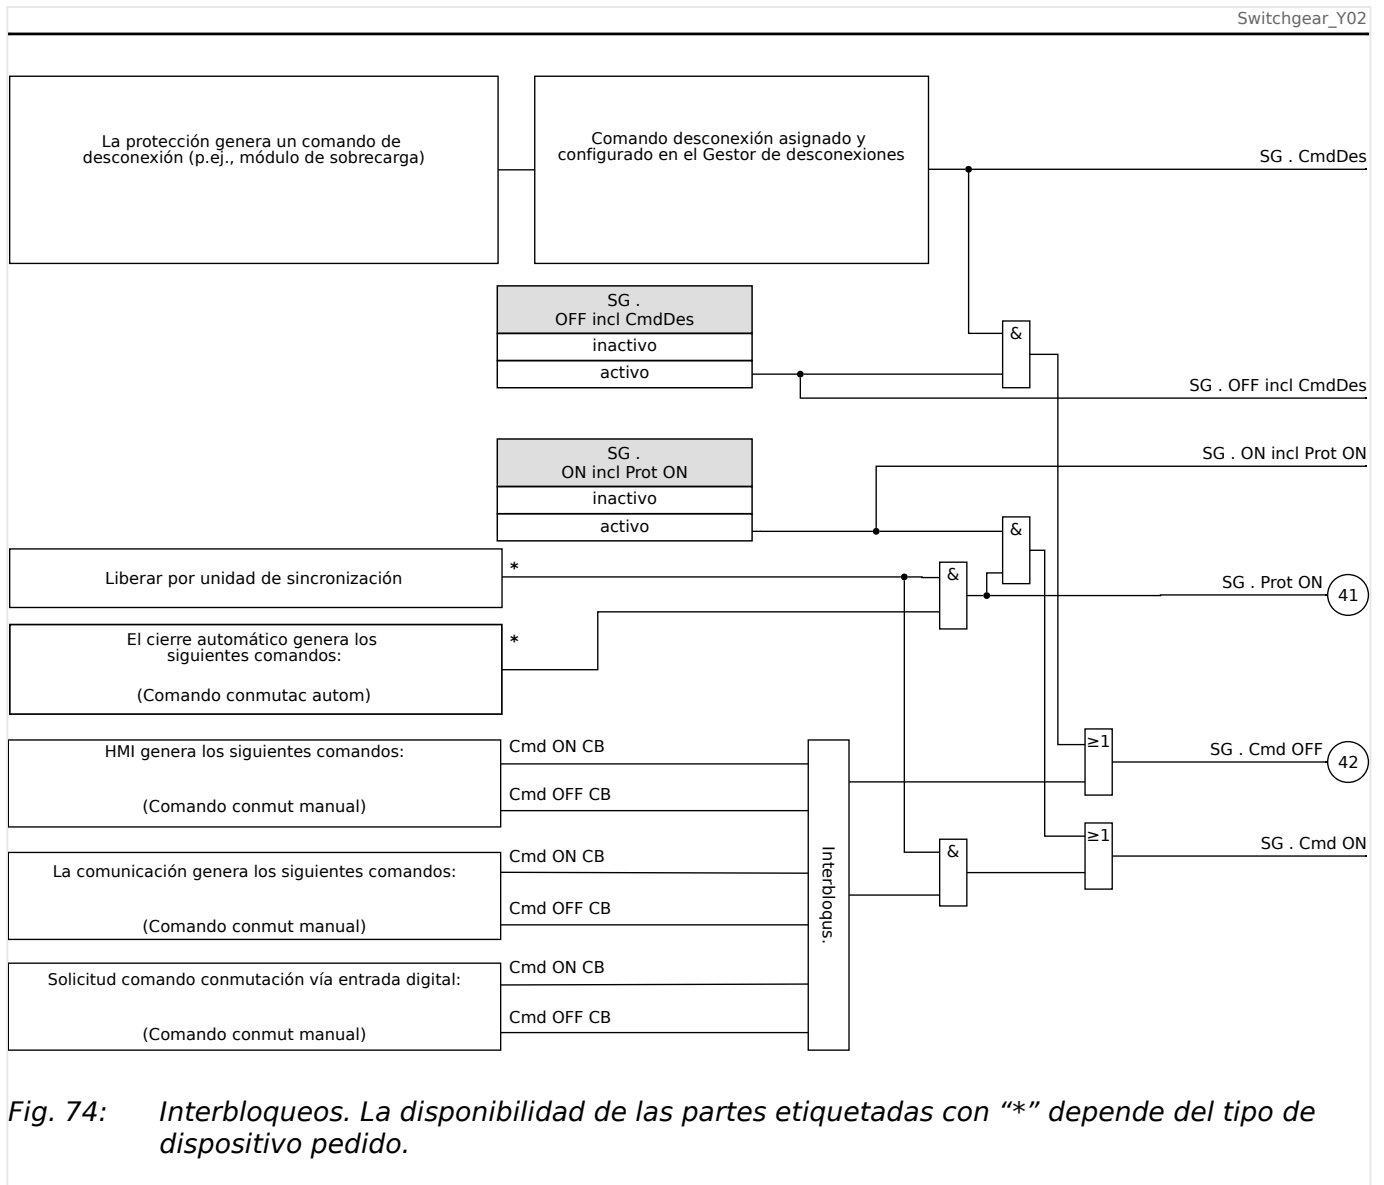 Switchgear_Y02
La protección genera un comando de
desconexión (p.ej., módulo de sobrecarga)
Comando desconexión asignado y
configurado en el Gestor de desconexiones
SG . CmdDes
SG .
OFF incl CmdDes
inactivo
activo
&
SG . OFF incl CmdDes
SG .
ON incl Prot ON
inactivo
activo
SG . ON incl Prot ON
&
Liberar por unidad de sincronización
*
&
SG . Prot ON
41
El cierre automático genera los
siguientes comandos:
(Comando conmutac autom)
*
HMI genera los siguientes comandos:
(Comando conmut manual)
Cmd ON CB
Cmd OFF CB
≥1
SG . Cmd OFF
42
La comunicación genera los siguientes comandos:
(Comando conmut manual)
Cmd ON CB
Cmd OFF CB
Interbloqus.
&
≥1
SG . Cmd ON
Solicitud comando conmutación vía entrada digital:
(Comando conmut manual)
Cmd ON CB
Cmd OFF CB
Fig. 74: Interbloqueos. La disponibilidad de las partes etiquetadas con “*” depende del tipo de
dispositivo pedido.